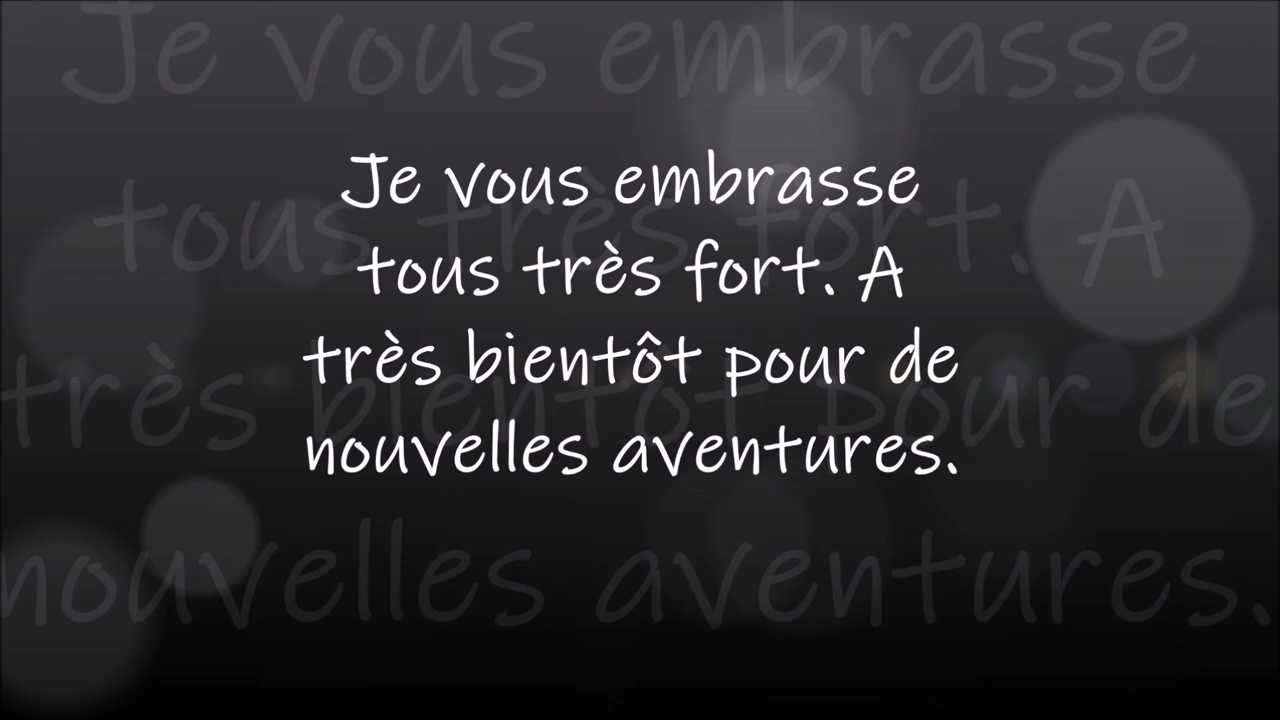 Je vous embrasse
tous très fort. A
très bientôt pour de
nouvelles aventures.